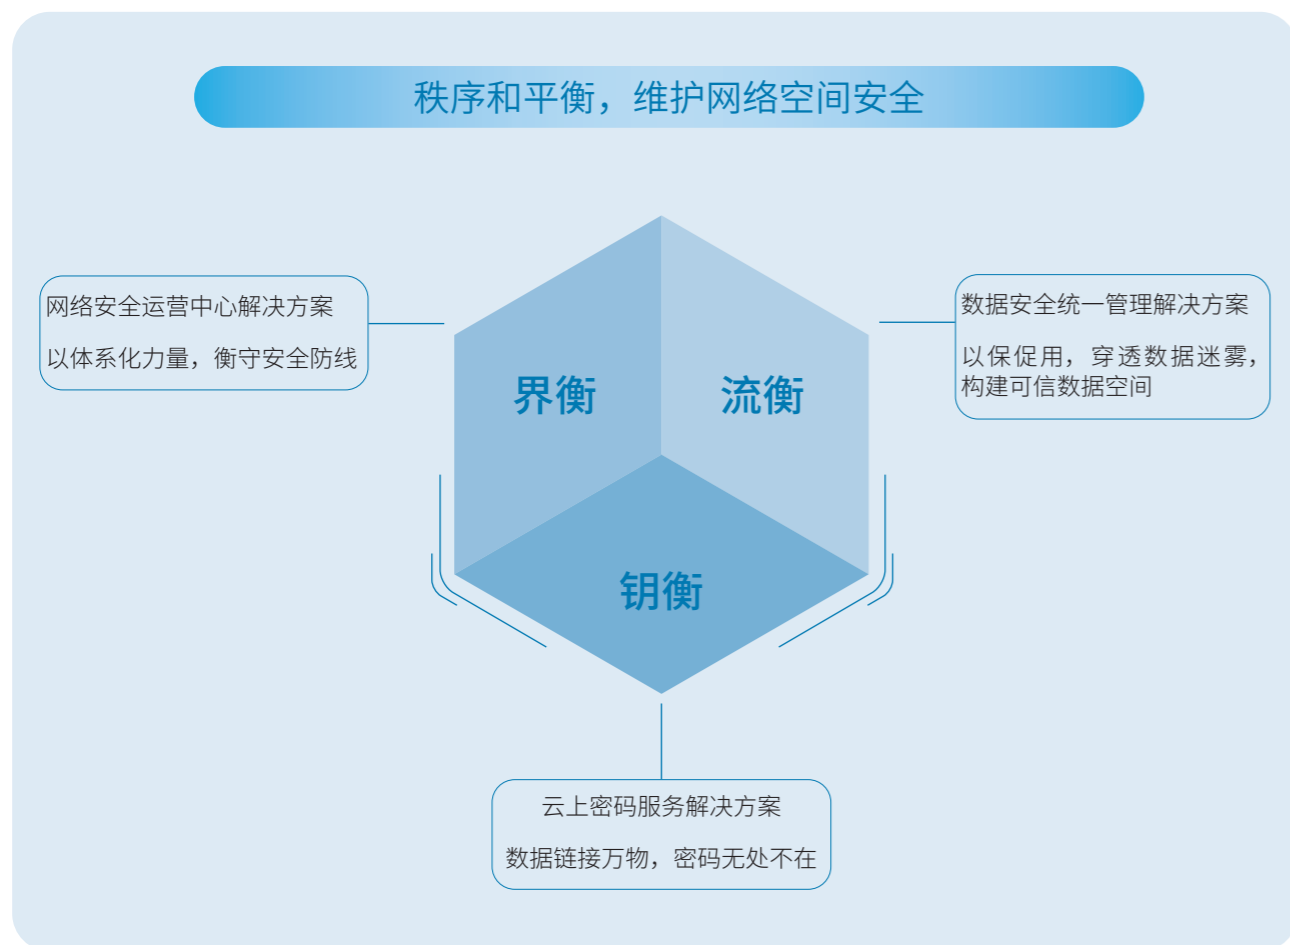 秩序和平衡，维护网络空间安全
网络安全运营中心解决方案
以体系化力量，衡守安全防线
数据安全统一管理解决方案
以保促用，穿透数据迷雾，
构建可信数据空间
界衡
流衡
钥衡
云上密码服务解决方案
数据链接万物，密码无处不在